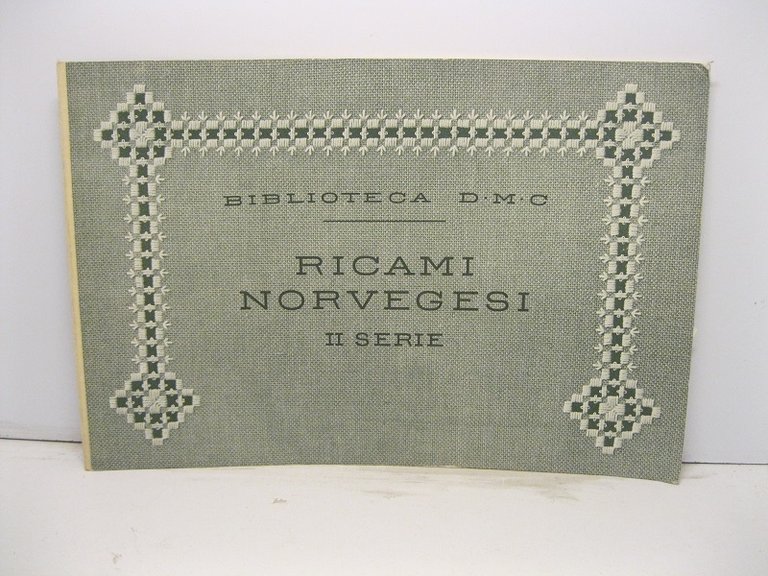 BIBLIOTECA D·M·C
RICAMI
NORVEGESI
II SERIE